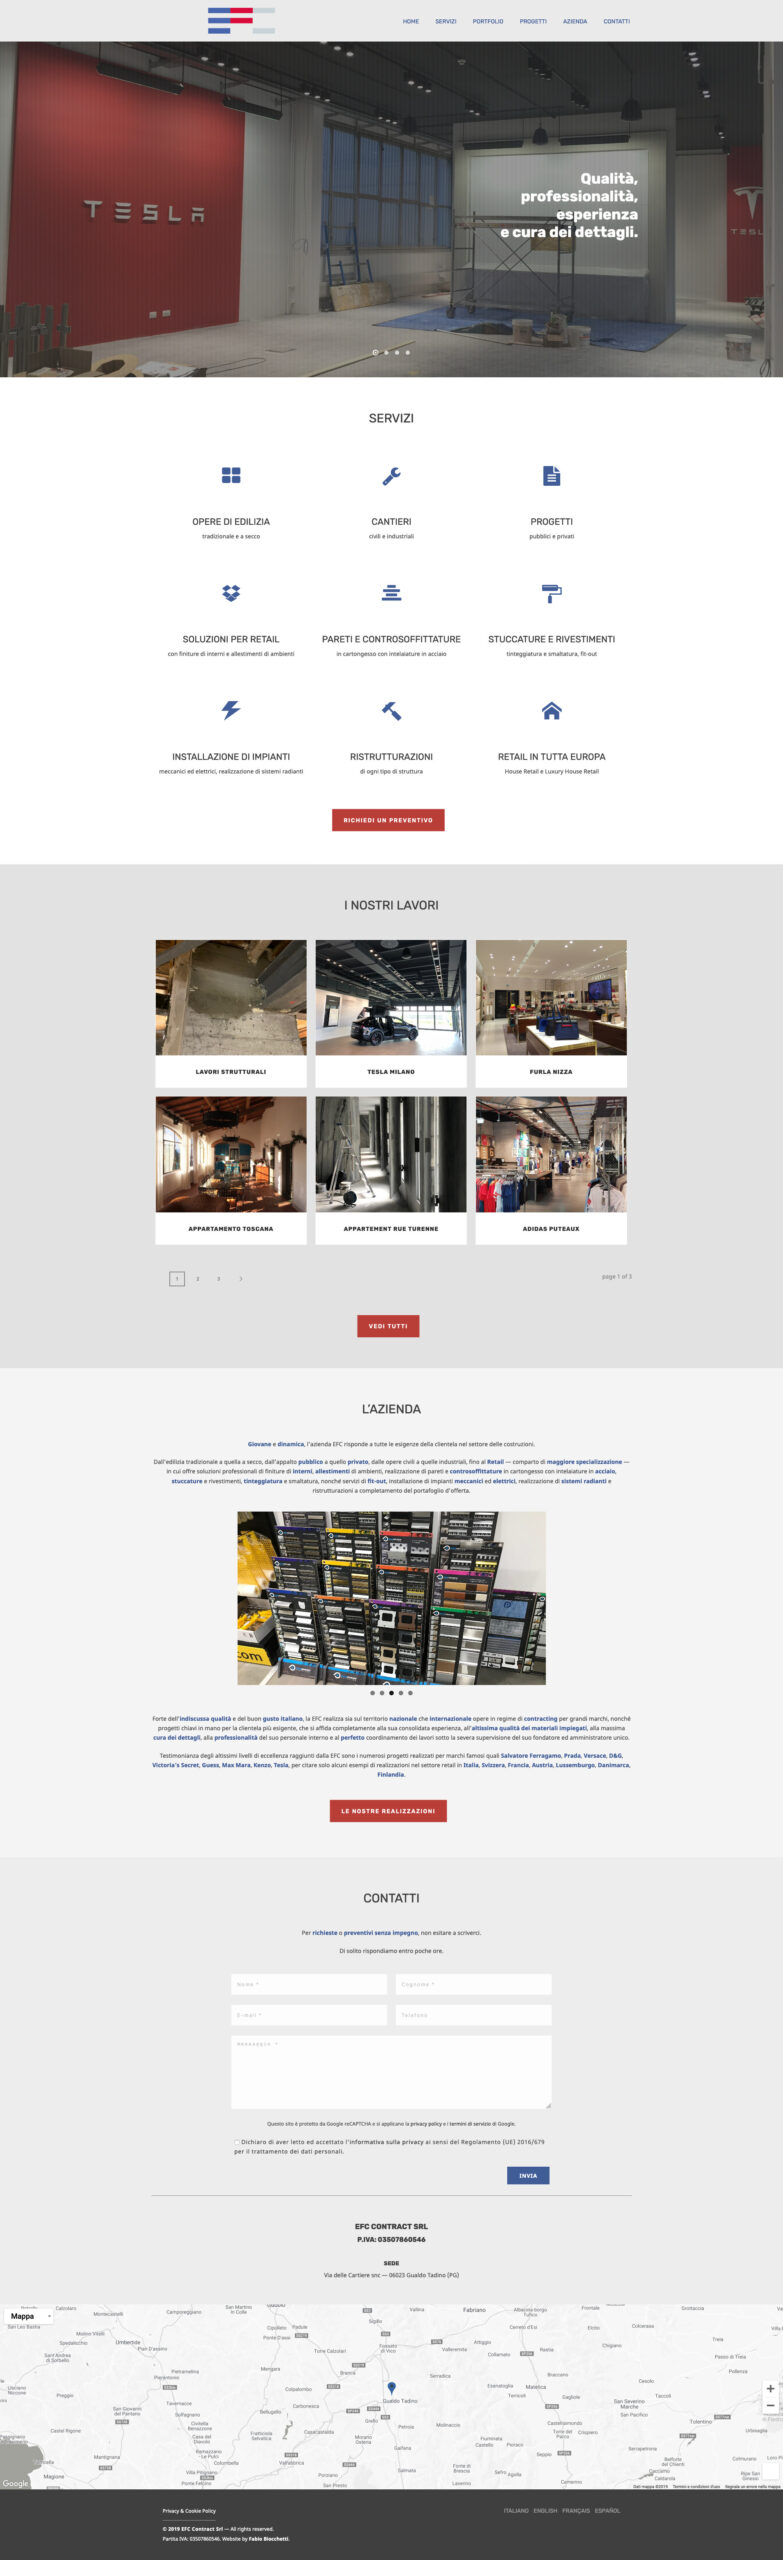 HOME SERVIZI PORTFOLIO PROGETTI AZIENDA CONTATTI
TESLA
TESLA
Qualità,
professionalità,
esperienza
e cura dei dettagli.
SERVIZI
OPERE DI EDILIZIA
tradizionale e a secco
CANTIERI
civili e industriali
PROGETTI
pubblici e privati
SOLUZIONI PER RETAIL
con finiture di interni e allestimenti di ambienti
PARETI E CONTROSOFFITTATURE
in cartongesso con intelaiature in acciaio
STUCCATURE E RIVESTIMENTI
tinteggiatura e smaltatura, fit-out
INSTALLAZIONE DI IMPIANTI
meccanici ed elettrici, realizzazione di sistemi radianti
RISTRUTTURAZIONI
di ogni tipo di struttura
RETAIL IN TUTTA EUROPA
House Retail e Luxury House Retail
RICHIEDI UN PREVENTIVO
I NOSTRI LAVORI
LAVORI STRUTTURALI
TESLA MILANO
FURLA NIZZA
APPARTAMENTO TOSCANA
APPARTEMENT RUE TURENNE
ADIDAS PUTEAUX
1 2 3
page 1 of 3
VEDI TUTTI
L'AZIENDA
Giovane e dinamica, l'azienda EFC risponde a tutte le esigenze della clientela nel settore delle costruzioni.
Dall'edilizia tradizionale a quella a secco, dall'appalto pubblico a quello privato, dalle opere civili a quelle industriali, fino al Retail — comparto di maggiore specializzazione —
in cui offre soluzioni professionali di finiture di interni, allestimenti di ambienti, realizzazione di pareti e controsoffittature in cartongesso con intelaiature in acciaio,
stuccature e rivestimenti, tinteggiatura e smaltatura, nonché servizi di fit-out, installazione di impianti meccanici ed elettrici, realizzazione di sistemi radianti e
ristrutturazioni a completamento del portafoglio d'offerta.
Forte dell'indiscussa qualità e del buon gusto italiano, la EFC realizza sia sul territorio nazionale che internazionale opere in regime di contracting per grandi marchi, nonché
progetti chiavi in mano per la clientela più esigente, che si affida completamente alla sua consolidata esperienza, all'altissima qualità dei materiali impiegati, alla massima
cura dei dettagli, alla professionalità del suo personale interno e al perfetto coordinamento dei lavori sotto la severa supervisione del suo fondatore ed amministratore unico.
Testimonianza degli altissimi livelli di eccellenza raggiunti dalla EFC sono i numerosi progetti realizzati per marchi famosi quali Salvatore Ferragamo, Prada, Versace, D&G,
Victoria's Secret, Guess, Max Mara, Kenzo, Tesla, per citare solo alcuni esempi di realizzazioni nel settore retail in Italia, Svizzera, Francia, Austria, Lussemburgo, Danimarca,
Finlandia.
LE NOSTRE REALIZZAZIONI
CONTATTI
Per richieste o preventivi senza impegno, non esitare a scriverci.
Di solito rispondiamo entro poche ore.
Nome *
Cognome *
E-mail *
Telefono
Messaggio *
Questo sito è protetto da Google reCAPTCHA e si applicano la privacy policy e i termini di servizio di Google.
Dichiaro di aver letto ed accettato l'informativa sulla privacy ai sensi del Regolamento (UE) 2016/679
per il trattamento dei dati personali.
INVIA
EFC CONTRACT SRL
P.IVA: 03507860546
SEDE
Via delle Cartiere snc — 06023 Gualdo Tadino (PG)
Mappa
Fabriano
Umbertide
Gualdo Tadino
Matelica
Tolentino
Google
Dati mappa ©2019 Termini e condizioni d'uso Segnala un errore nella mappa
Privacy & Cookie Policy
ITALIANO ENGLISH FRANÇAIS ESPAÑOL
© 2019 EFC Contract Srl — All rights reserved.
Partita IVA: 03507860546. Website by Fabio Biocchetti.